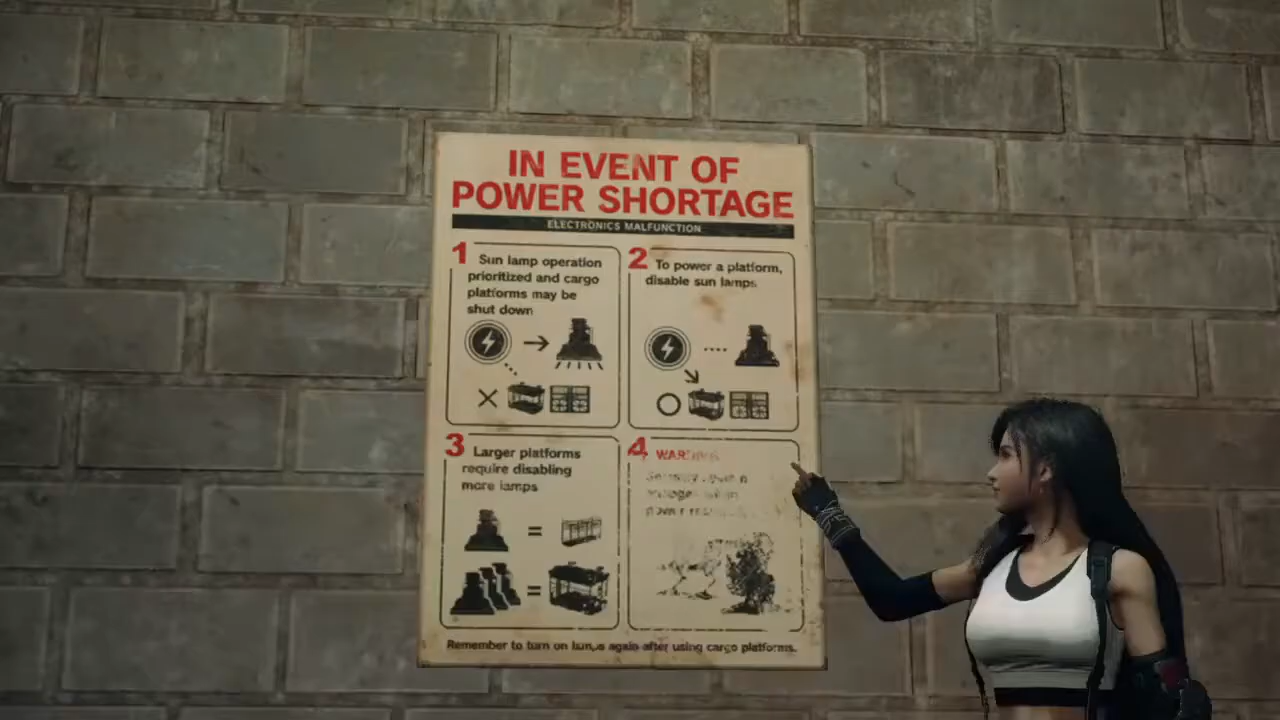 IN EVENT OF
POWER SHORTAGE
ELECTRONICS MALFUNCTION
1 Sun lamp operation
prioritized and cargo
platforms may be
shut down
2 To power a platform,
disable sun lamps.
3 Larger platforms
require disabling
more lamps
4 WARNING
Remember to turn on lamps again after using cargo platforms.